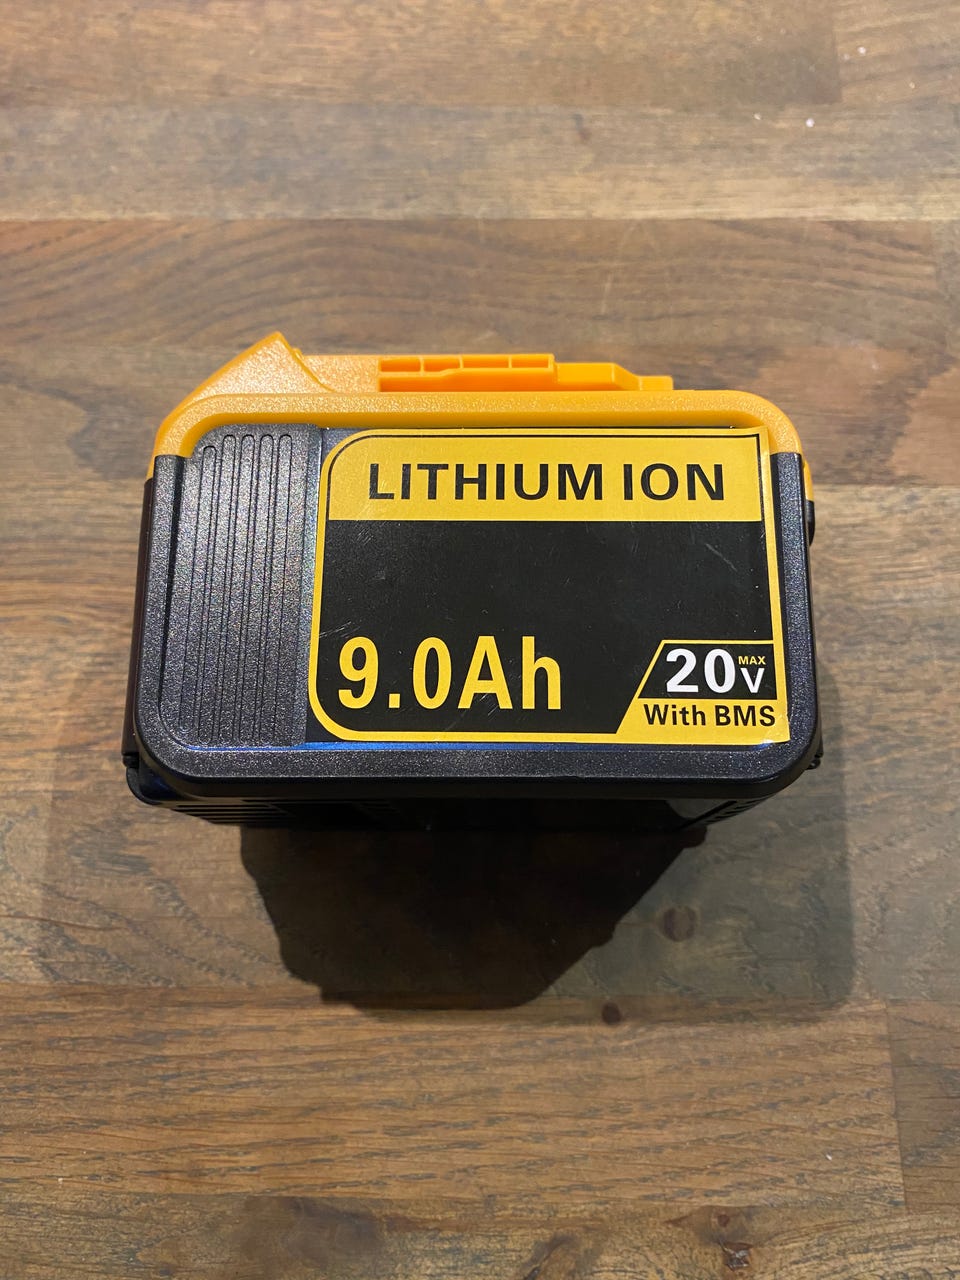 LITHIUM ION
9.0Ah
20V MAX
With BMS